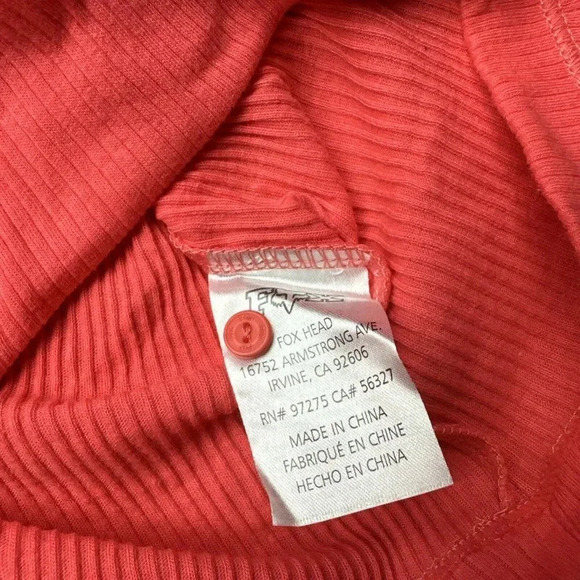 FOX
FOX HEAD
16752 ARMSTRONG AVE.
IRVINE, CA 92606
RN# 97275 CA# 56327
MADE IN CHINA
FABRIQUÉ EN CHINE
HECHO EN CHINA